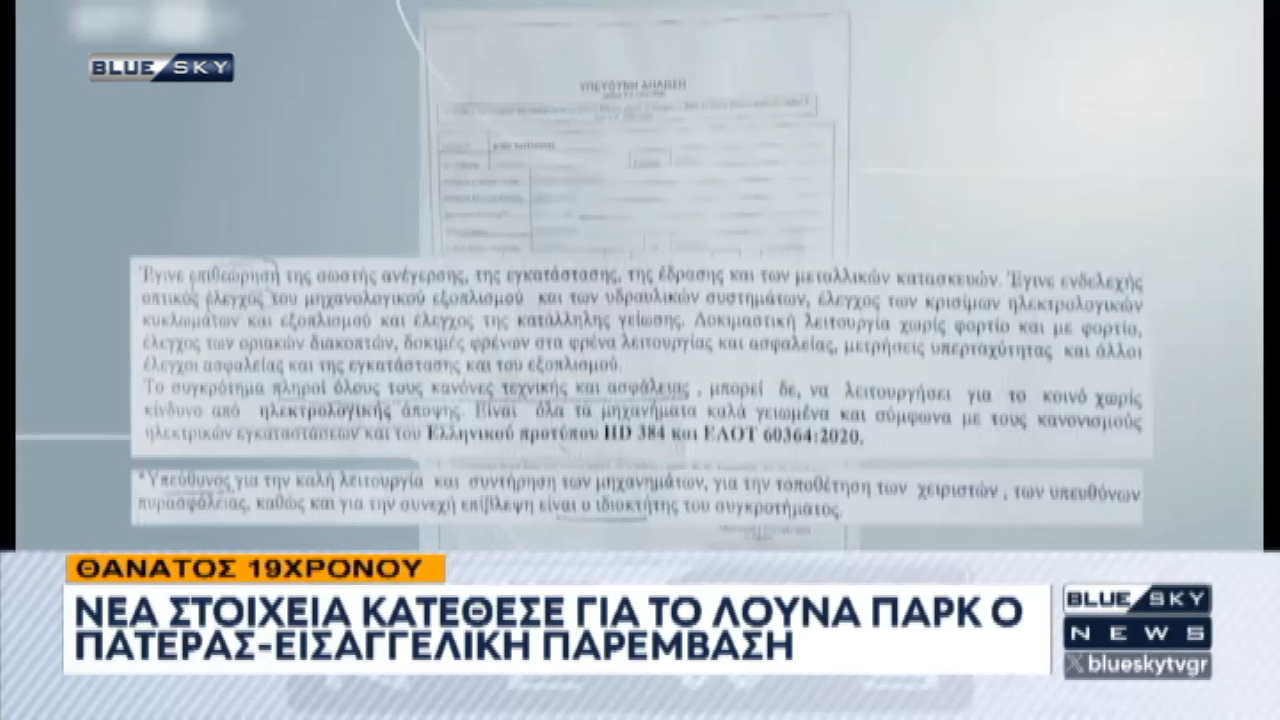 BLUE SKY
ΥΠΕΥΘΥΝΗ ΔΗΛΩΣΗ
Έγινε επιθεώρηση της σωστής ανέγερσης, της εγκατάστασης, της έδρασης και των μεταλλικών κατασκευών. Έγινε ενδελεχής
οπτικός έλεγχος του μηχανολογικού εξοπλισμού και των υδραυλικών συστημάτων, έλεγχος των κρισίμων ηλεκτρολογικών
κυκλωμάτων και εξοπλισμού και έλεγχος της κατάλληλης γείωσης. Δοκιμαστική λειτουργία χωρίς φορτίο και με φορτίο,
έλεγχος των οριακών διακοπτών, δοκιμές φρένων στα φρένα λειτουργίας και ασφαλείας, μετρήσεις υπερταχύτητας και άλλοι
έλεγχοι ασφαλείας και της εγκατάστασης και του εξοπλισμού.
Το συγκρότημα πληροί όλους τους κανόνες τεχνικής και ασφάλειας , μπορεί δε, να λειτουργήσει για το κοινό χωρίς
κίνδυνο από ηλεκτρολογικής άποψης. Είναι όλα τα μηχανήματα καλά γειωμένα και σύμφωνα με τους κανονισμούς
ηλεκτρικών εγκαταστάσεων και του Ελληνικού προτύπου HD 384 και ΕΛΟΤ 60364:2020.
*Υπεύθυνος για την καλή λειτουργία και συντήρηση των μηχανημάτων, για την τοποθέτηση των χειριστών , των υπευθύνων
πυρασφάλειας, καθώς και για την συνεχή επίβλεψη είναι ο ιδιοκτήτης του συγκροτήματος.
ΘΑΝΑΤΟΣ 19ΧΡΟΝΟΥ
ΝΕΑ ΣΤΟΙΧΕΙΑ ΚΑΤΕΘΕΣΕ ΓΙΑ ΤΟ ΛΟΥΝΑ ΠΑΡΚ Ο
ΠΑΤΕΡΑΣ-ΕΙΣΑΓΓΕΛΙΚΗ ΠΑΡΕΜΒΑΣΗ
BLUE SKY
NEWS
X blueskytvgr